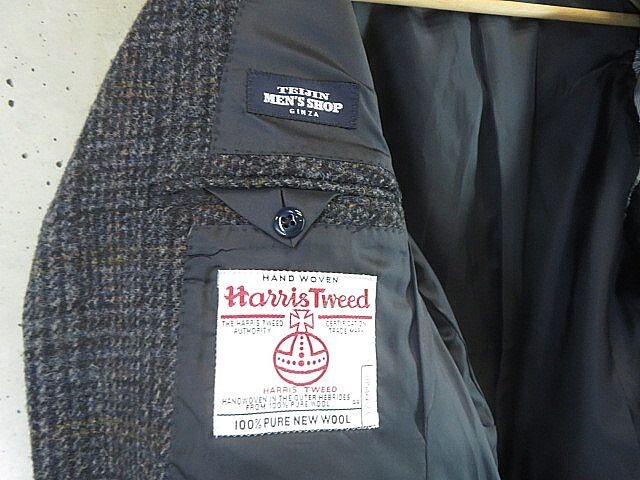 TEIJIN
MEN'S SHOP
GINZA
HAND WOVEN
Harris Tweed
THE HARRIS TWEED CERTIFICATION
AUTHORITY TRADE MARK
HARRIS TWEED
HANDWOVEN IN THE OUTER HEBRIDES
FROM 100% PURE WOOL
100% PURE NEW WOOL